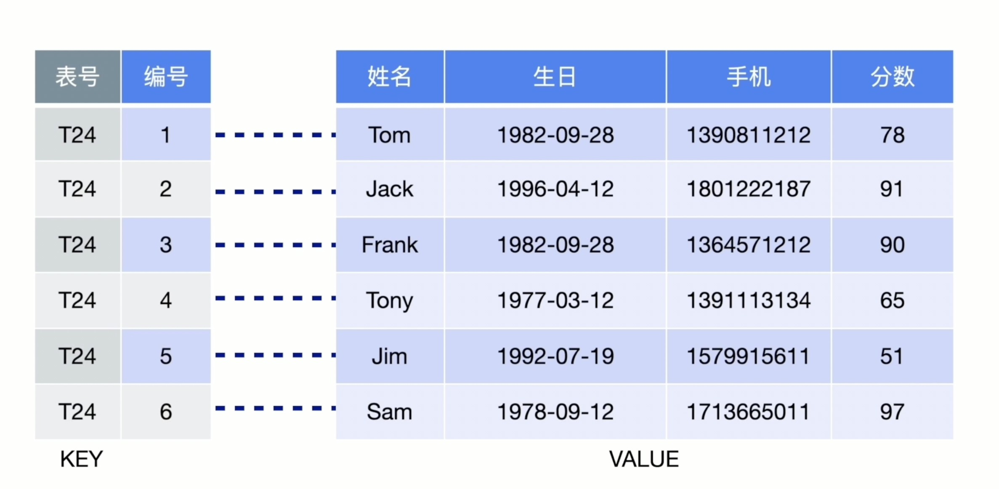 表号 编号 姓名 生日 手机 分数
T24 1 Tom 1982-09-28 1390811212 78
T24 2 Jack 1996-04-12 1801222187 91
T24 3 Frank 1982-09-28 1364571212 90
T24 4 Tony 1977-03-12 1391113134 65
T24 5 Jim 1992-07-19 1579915611 51
T24 6 Sam 1978-09-12 1713665011 97
KEY VALUE